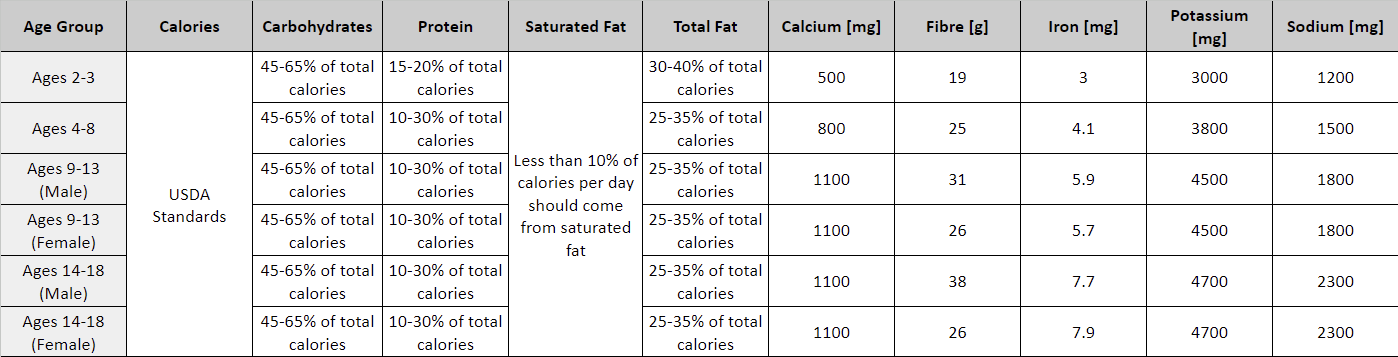 Age Group Calories Carbohydrates Protein Saturated Fat Total Fat Calcium [mg] Fibre [g] Iron [mg] Potassium [mg] Sodium [mg]
Ages 2-3 45-65% of total calories 15-20% of total calories 30-40% of total calories 500 19 3 3000 1200
Ages 4-8 45-65% of total calories 10-30% of total calories 25-35% of total calories 800 25 4.1 3800 1500
Ages 9-13 (Male) 45-65% of total calories 10-30% of total calories 25-35% of total calories 1100 31 5.9 4500 1800
USDA Standards
Less than 10% of calories per day should come from saturated fat
Ages 9-13 (Female) 45-65% of total calories 10-30% of total calories 25-35% of total calories 1100 26 5.7 4500 1800
Ages 14-18 (Male) 45-65% of total calories 10-30% of total calories 25-35% of total calories 1100 38 7.7 4700 2300
Ages 14-18 (Female) 45-65% of total calories 10-30% of total calories 25-35% of total calories 1100 26 7.9 4700 2300